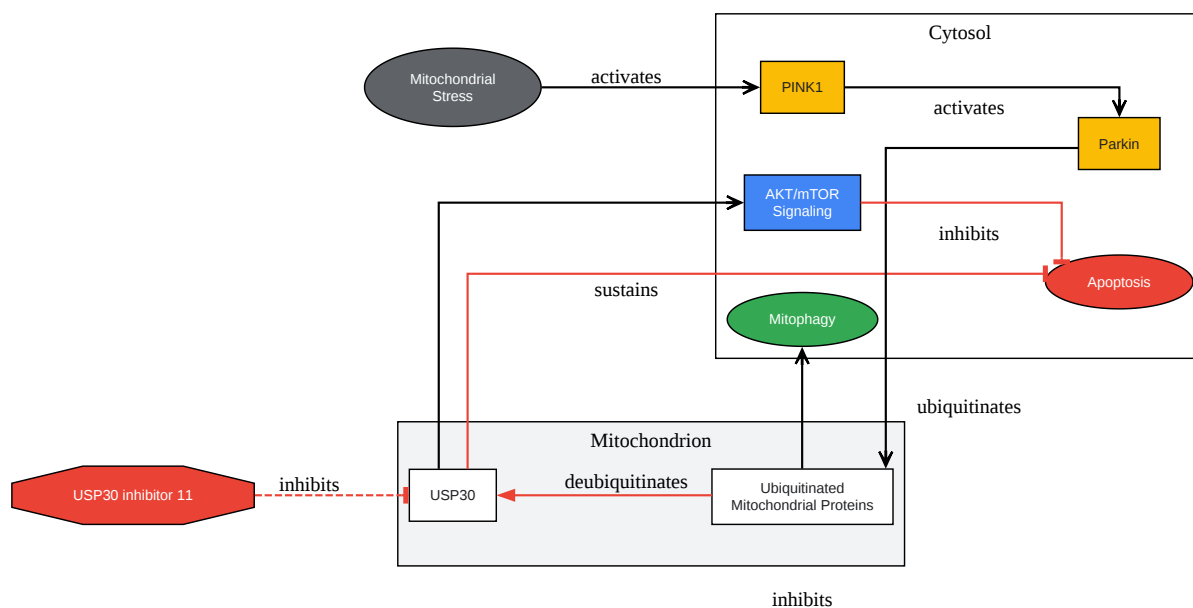 Cytosol
Mitochondrial
Stress
activates
PINK1
activates
Parkin
AKT/mTOR
Signaling
inhibits
sustains
Apoptosis
Mitophagy
ubiquitinates
Mitochondrion
USP30 inhibitor 11
inhibits
USP30
deubiquitinates
Ubiquitinated
Mitochondrial Proteins
inhibits